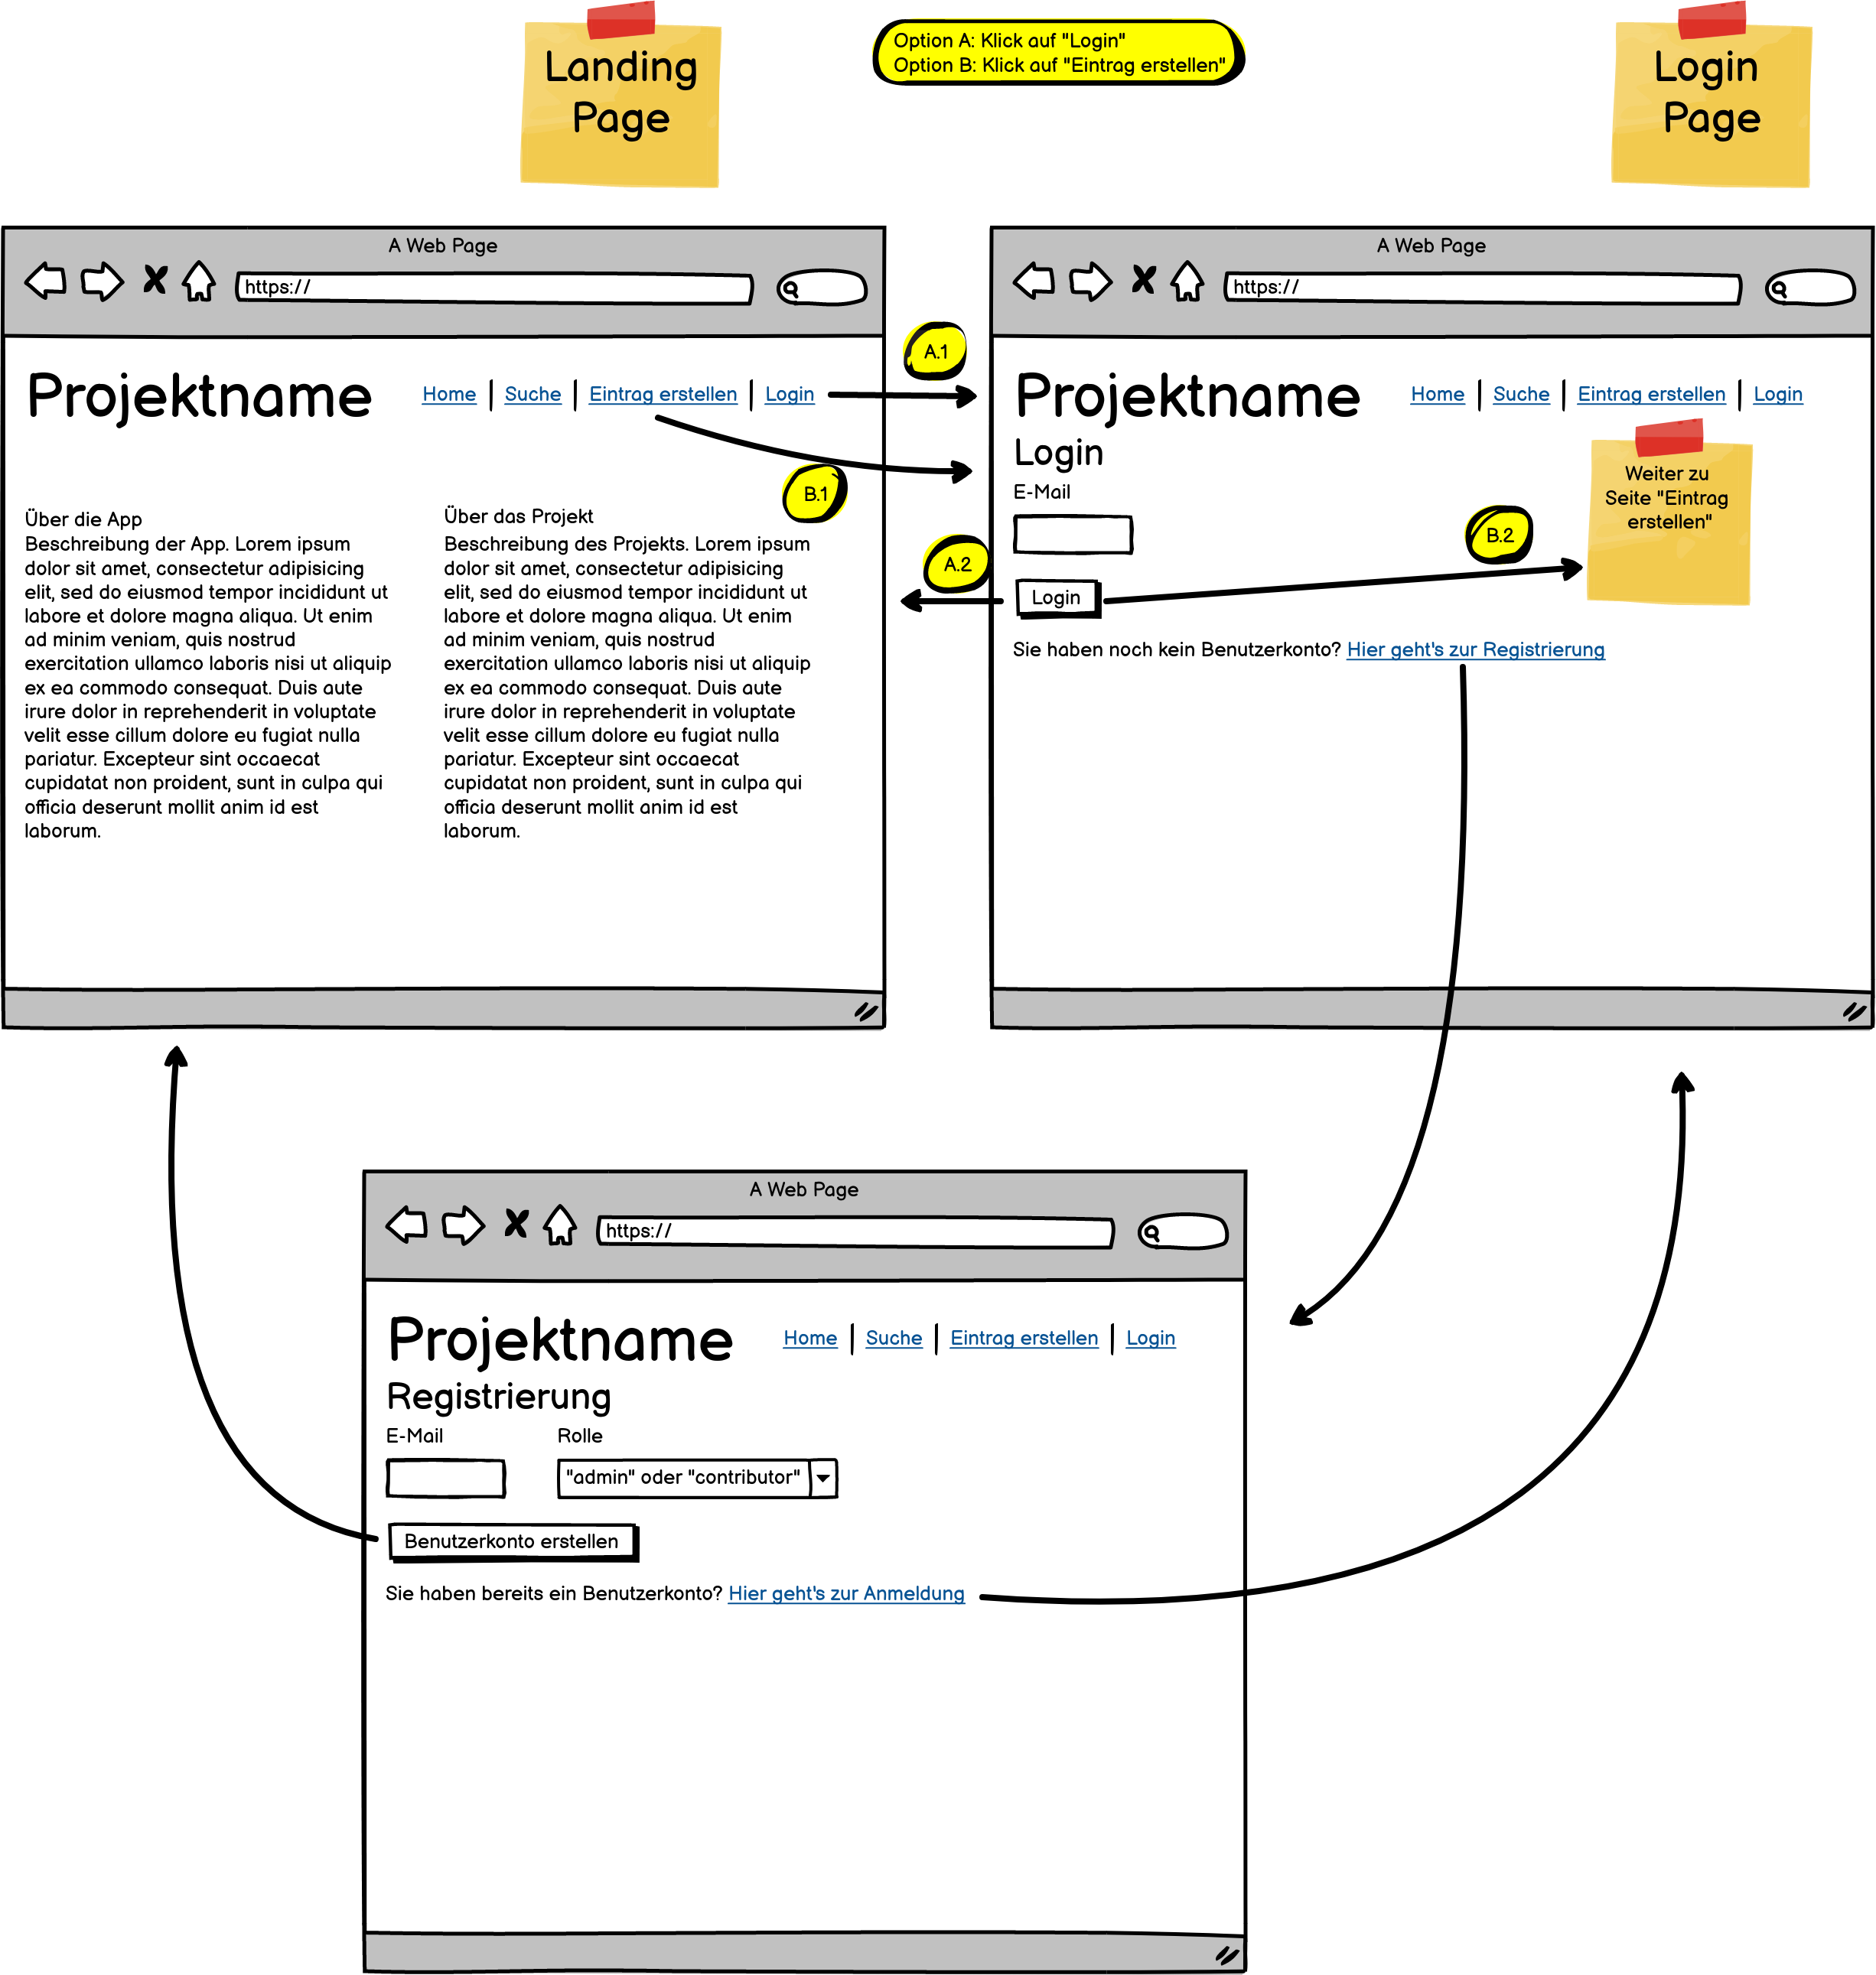 Landing
Page
Option A: Klick auf "Login"
Option B: Klick auf "Eintrag erstellen"
Login
Page
A Web Page
https://
Projektname
Home | Suche | Eintrag erstellen | Login
Über die App
Beschreibung der App. Lorem ipsum
dolor sit amet, consectetur adipisicing
elit, sed do eiusmod tempor incididunt ut
labore et dolore magna aliqua. Ut enim
ad minim veniam, quis nostrud
exercitation ullamco laboris nisi ut aliquip
ex ea commodo consequat. Duis aute
irure dolor in reprehenderit in voluptate
velit esse cillum dolore eu fugiat nulla
pariatur. Excepteur sint occaecat
cupidatat non proident, sunt in culpa qui
officia deserunt mollit anim id est
laborum.
Über das Projekt
Beschreibung des Projekts. Lorem ipsum
dolor sit amet, consectetur adipisicing
elit, sed do eiusmod tempor incididunt ut
labore et dolore magna aliqua. Ut enim
ad minim veniam, quis nostrud
exercitation ullamco laboris nisi ut aliquip
ex ea commodo consequat. Duis aute
irure dolor in reprehenderit in voluptate
velit esse cillum dolore eu fugiat nulla
pariatur. Excepteur sint occaecat
cupidatat non proident, sunt in culpa qui
officia deserunt mollit anim id est
laborum.
A.1
B.1
A.2
A Web Page
https://
Projektname
Home | Suche | Eintrag erstellen | Login
Login
E-Mail
Login
B.2
Weiter zu
Seite "Eintrag
erstellen"
Sie haben noch kein Benutzerkonto? Hier geht's zur Registrierung
A Web Page
https://
Projektname
Home | Suche | Eintrag erstellen | Login
Registrierung
E-Mail
Rolle
"admin" oder "contributor"
Benutzerkonto erstellen
Sie haben bereits ein Benutzerkonto? Hier geht's zur Anmeldung